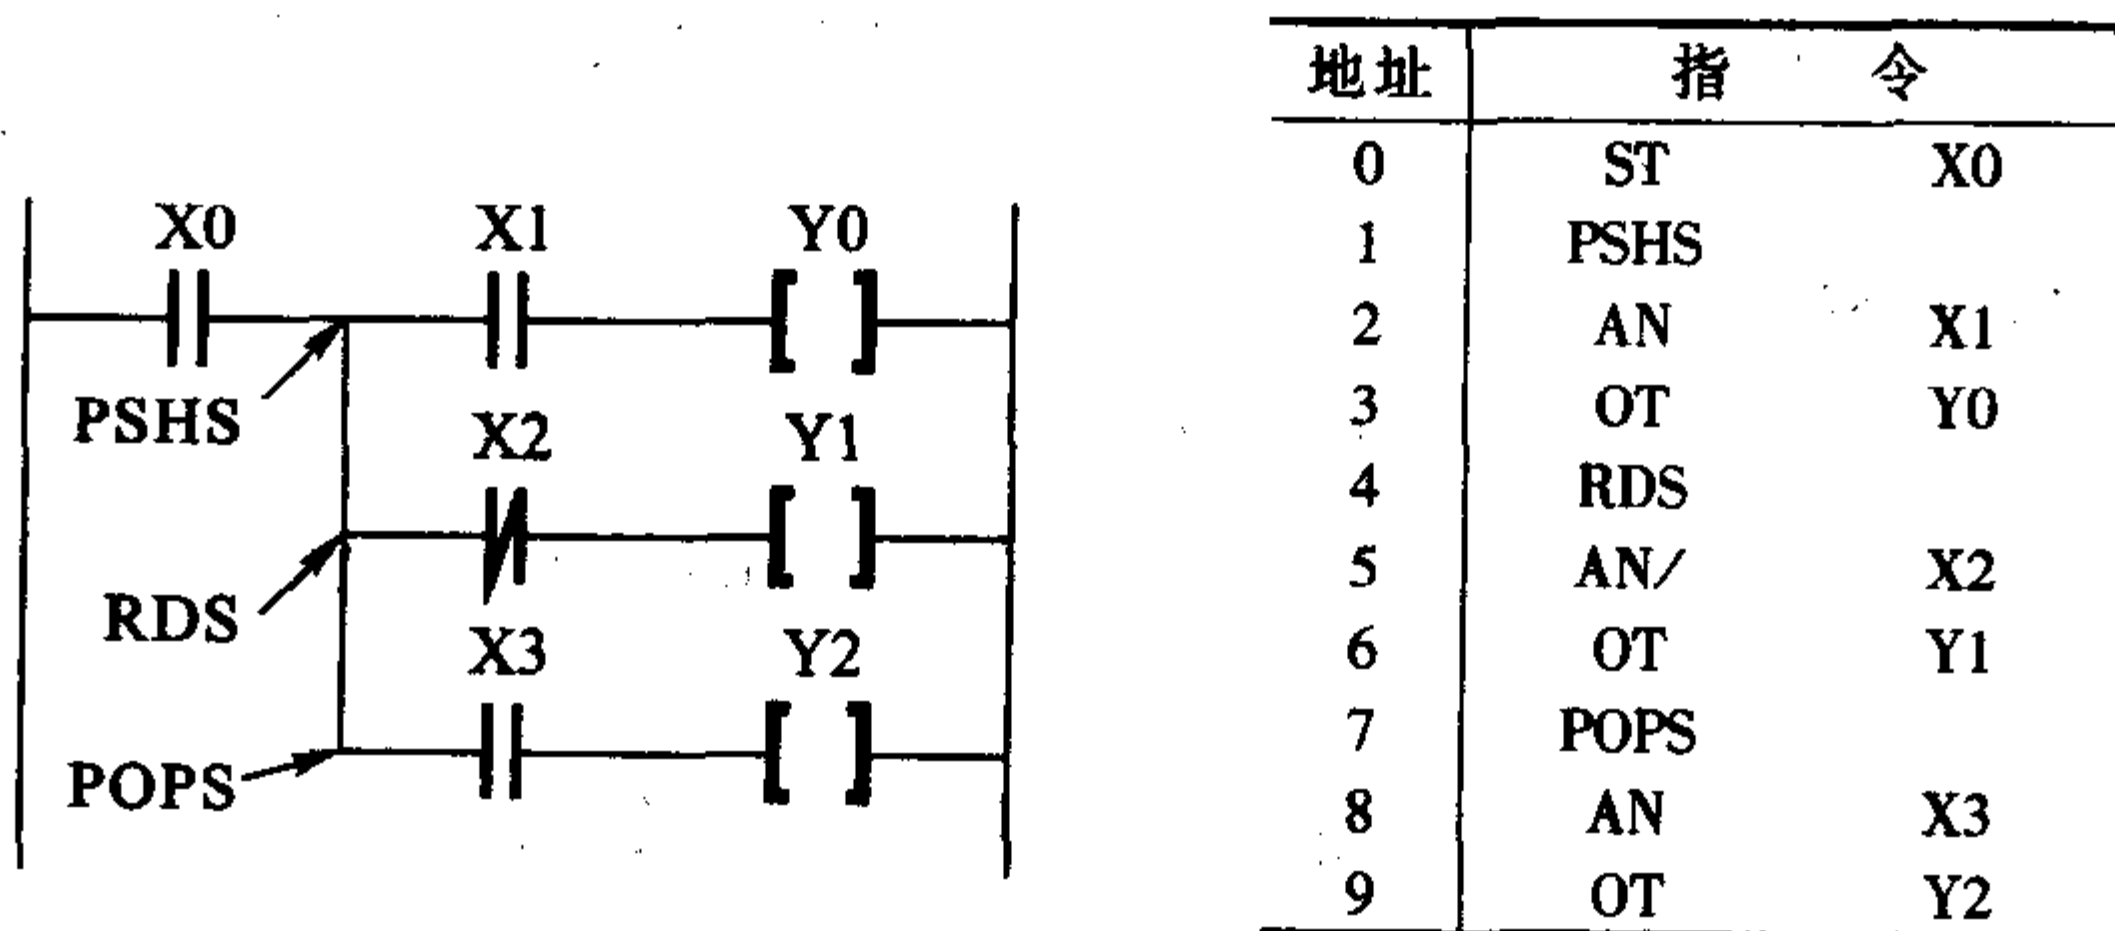 X0 X1 Y0
PSHS
X2 Y1
RDS
X3 Y2
POPS
地址 指令
0 ST X0
1 PSHS
2 AN X1
3 OT Y0
4 RDS
5 AN/ X2
6 OT Y1
7 POPS
8 AN X3
9 OT Y2